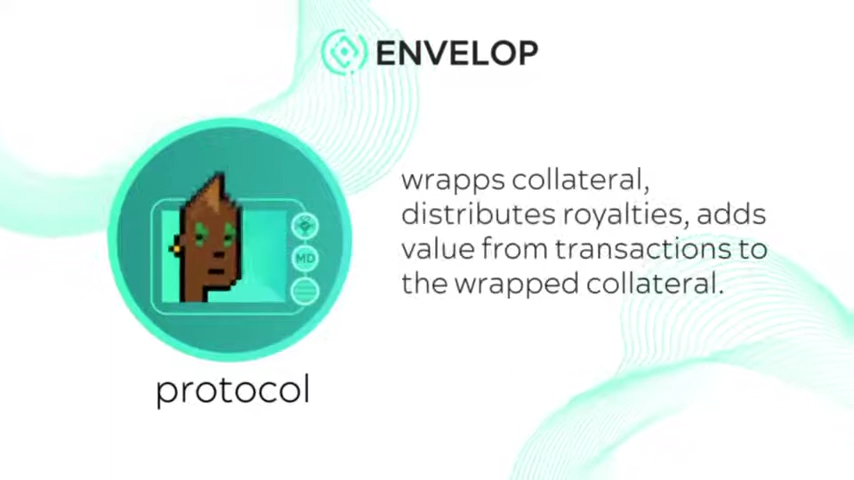 ENVELOP
wrapps collateral,
distributes royalties, adds
value from transactions to
the wrapped collateral.
MD
protocol